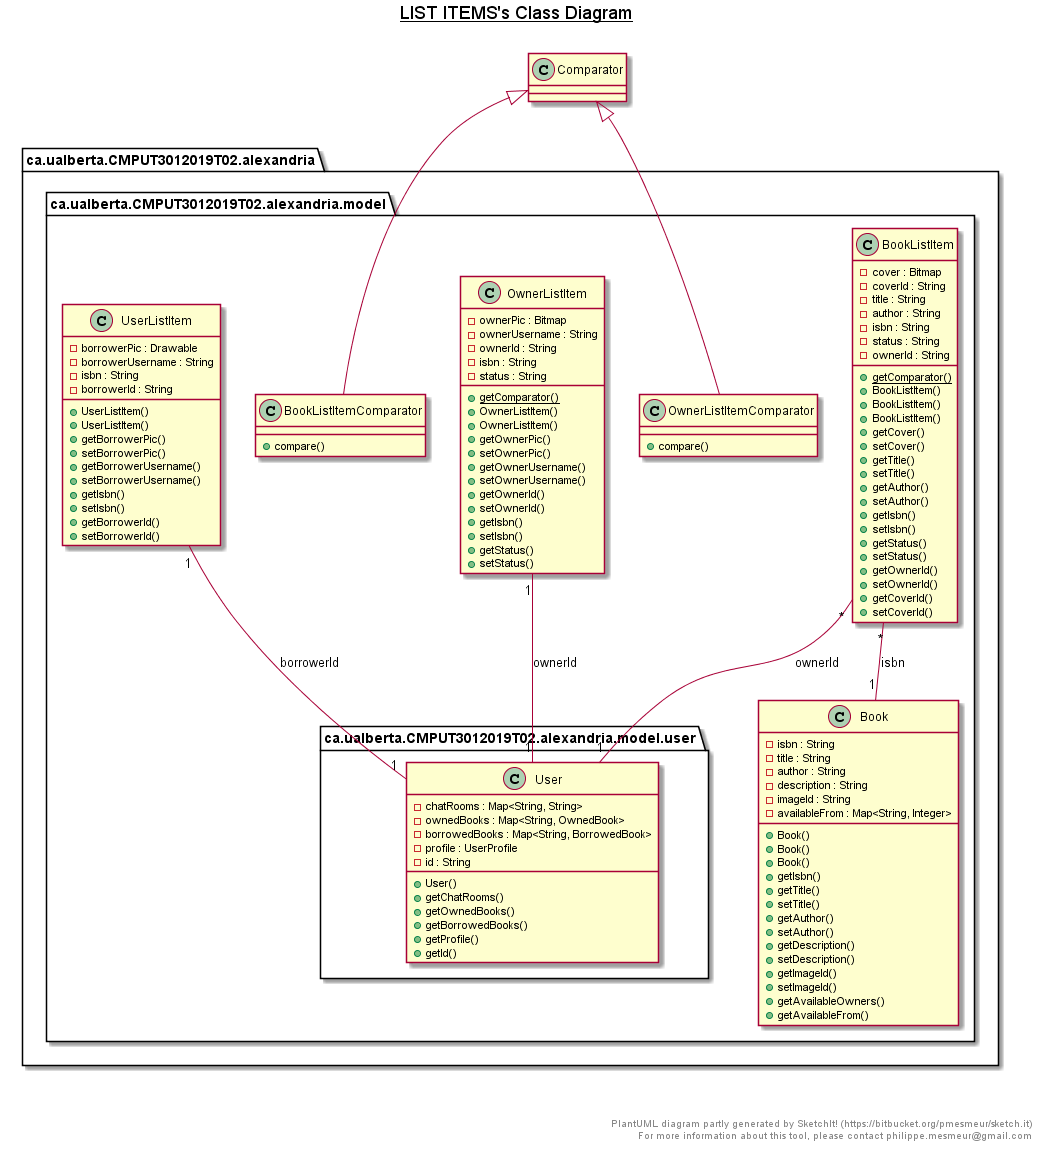 LIST ITEMS's Class Diagram
C Comparator
ca.ualberta.CMPUT3012019T02.alexandria
ca.ualberta.CMPUT3012019T02.alexandria.model
C UserListItem
borrowerPic : Drawable
borrowerUsername : String
isbn : String
borrowerId : String
UserListItem()
UserListItem()
getBorrowerPic()
setBorrowerPic()
getBorrowerUsername()
setBorrowerUsername()
getIsbn()
setIsbn()
getBorrowerId()
setBorrowerId()
C BookListItemComparator
compare()
C OwnerListItem
ownerPic : Bitmap
ownerUsername : String
ownerId : String
isbn : String
status : String
getComparator()
OwnerListItem()
OwnerListItem()
getOwnerPic()
setOwnerPic()
getOwnerUsername()
setOwnerUsername()
getOwnerId()
setOwnerId()
getIsbn()
setIsbn()
getStatus()
setStatus()
C OwnerListItemComparator
compare()
C BookListItem
cover : Bitmap
coverId : String
title : String
author : String
isbn : String
status : String
ownerId : String
getComparator()
BookListItem()
BookListItem()
BookListItem()
getCover()
setCover()
getTitle()
setTitle()
getAuthor()
setAuthor()
getIsbn()
setIsbn()
getStatus()
setStatus()
getOwnerId()
setOwnerId()
getCoverId()
setCoverId()
1
1
*
*
borrowerId
ownerId
ownerId
isbn
1
1
1
1
ca.ualberta.CMPUT3012019T02.alexandria.model.user
C User
chatRooms : Map<String, String>
ownedBooks : Map<String, OwnedBook>
borrowedBooks : Map<String, BorrowedBook>
profile : UserProfile
id : String
User()
getChatRooms()
getOwnedBooks()
getBorrowedBooks()
getProfile()
getId()
C Book
isbn : String
title : String
author : String
description : String
imageId : String
availableFrom : Map<String, Integer>
Book()
Book()
Book()
getIsbn()
getTitle()
setTitle()
getAuthor()
setAuthor()
getDescription()
setDescription()
getImageId()
setImageId()
getAvailableOwners()
getAvailableFrom()
PlantUML diagram partly generated by SketchIt! (https://bitbucket.org/pmesmeur/sketch.it)
For more information about this tool, please contact philippe.mesmeur@gmail.com